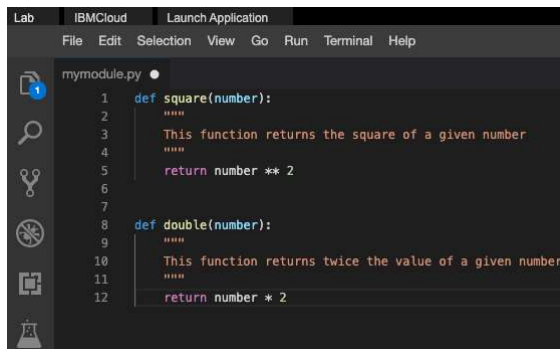 Lab IBMCloud Launch Application
File Edit Selection View Go Run Terminal Help
mymodule.py
1
1 def square(number):
2 """
3 This function returns the square of a given number
4 """
5 return number ** 2
6
7
8 def double(number):
9 """
10 This function returns twice the value of a given number
11 """
12 return number * 2